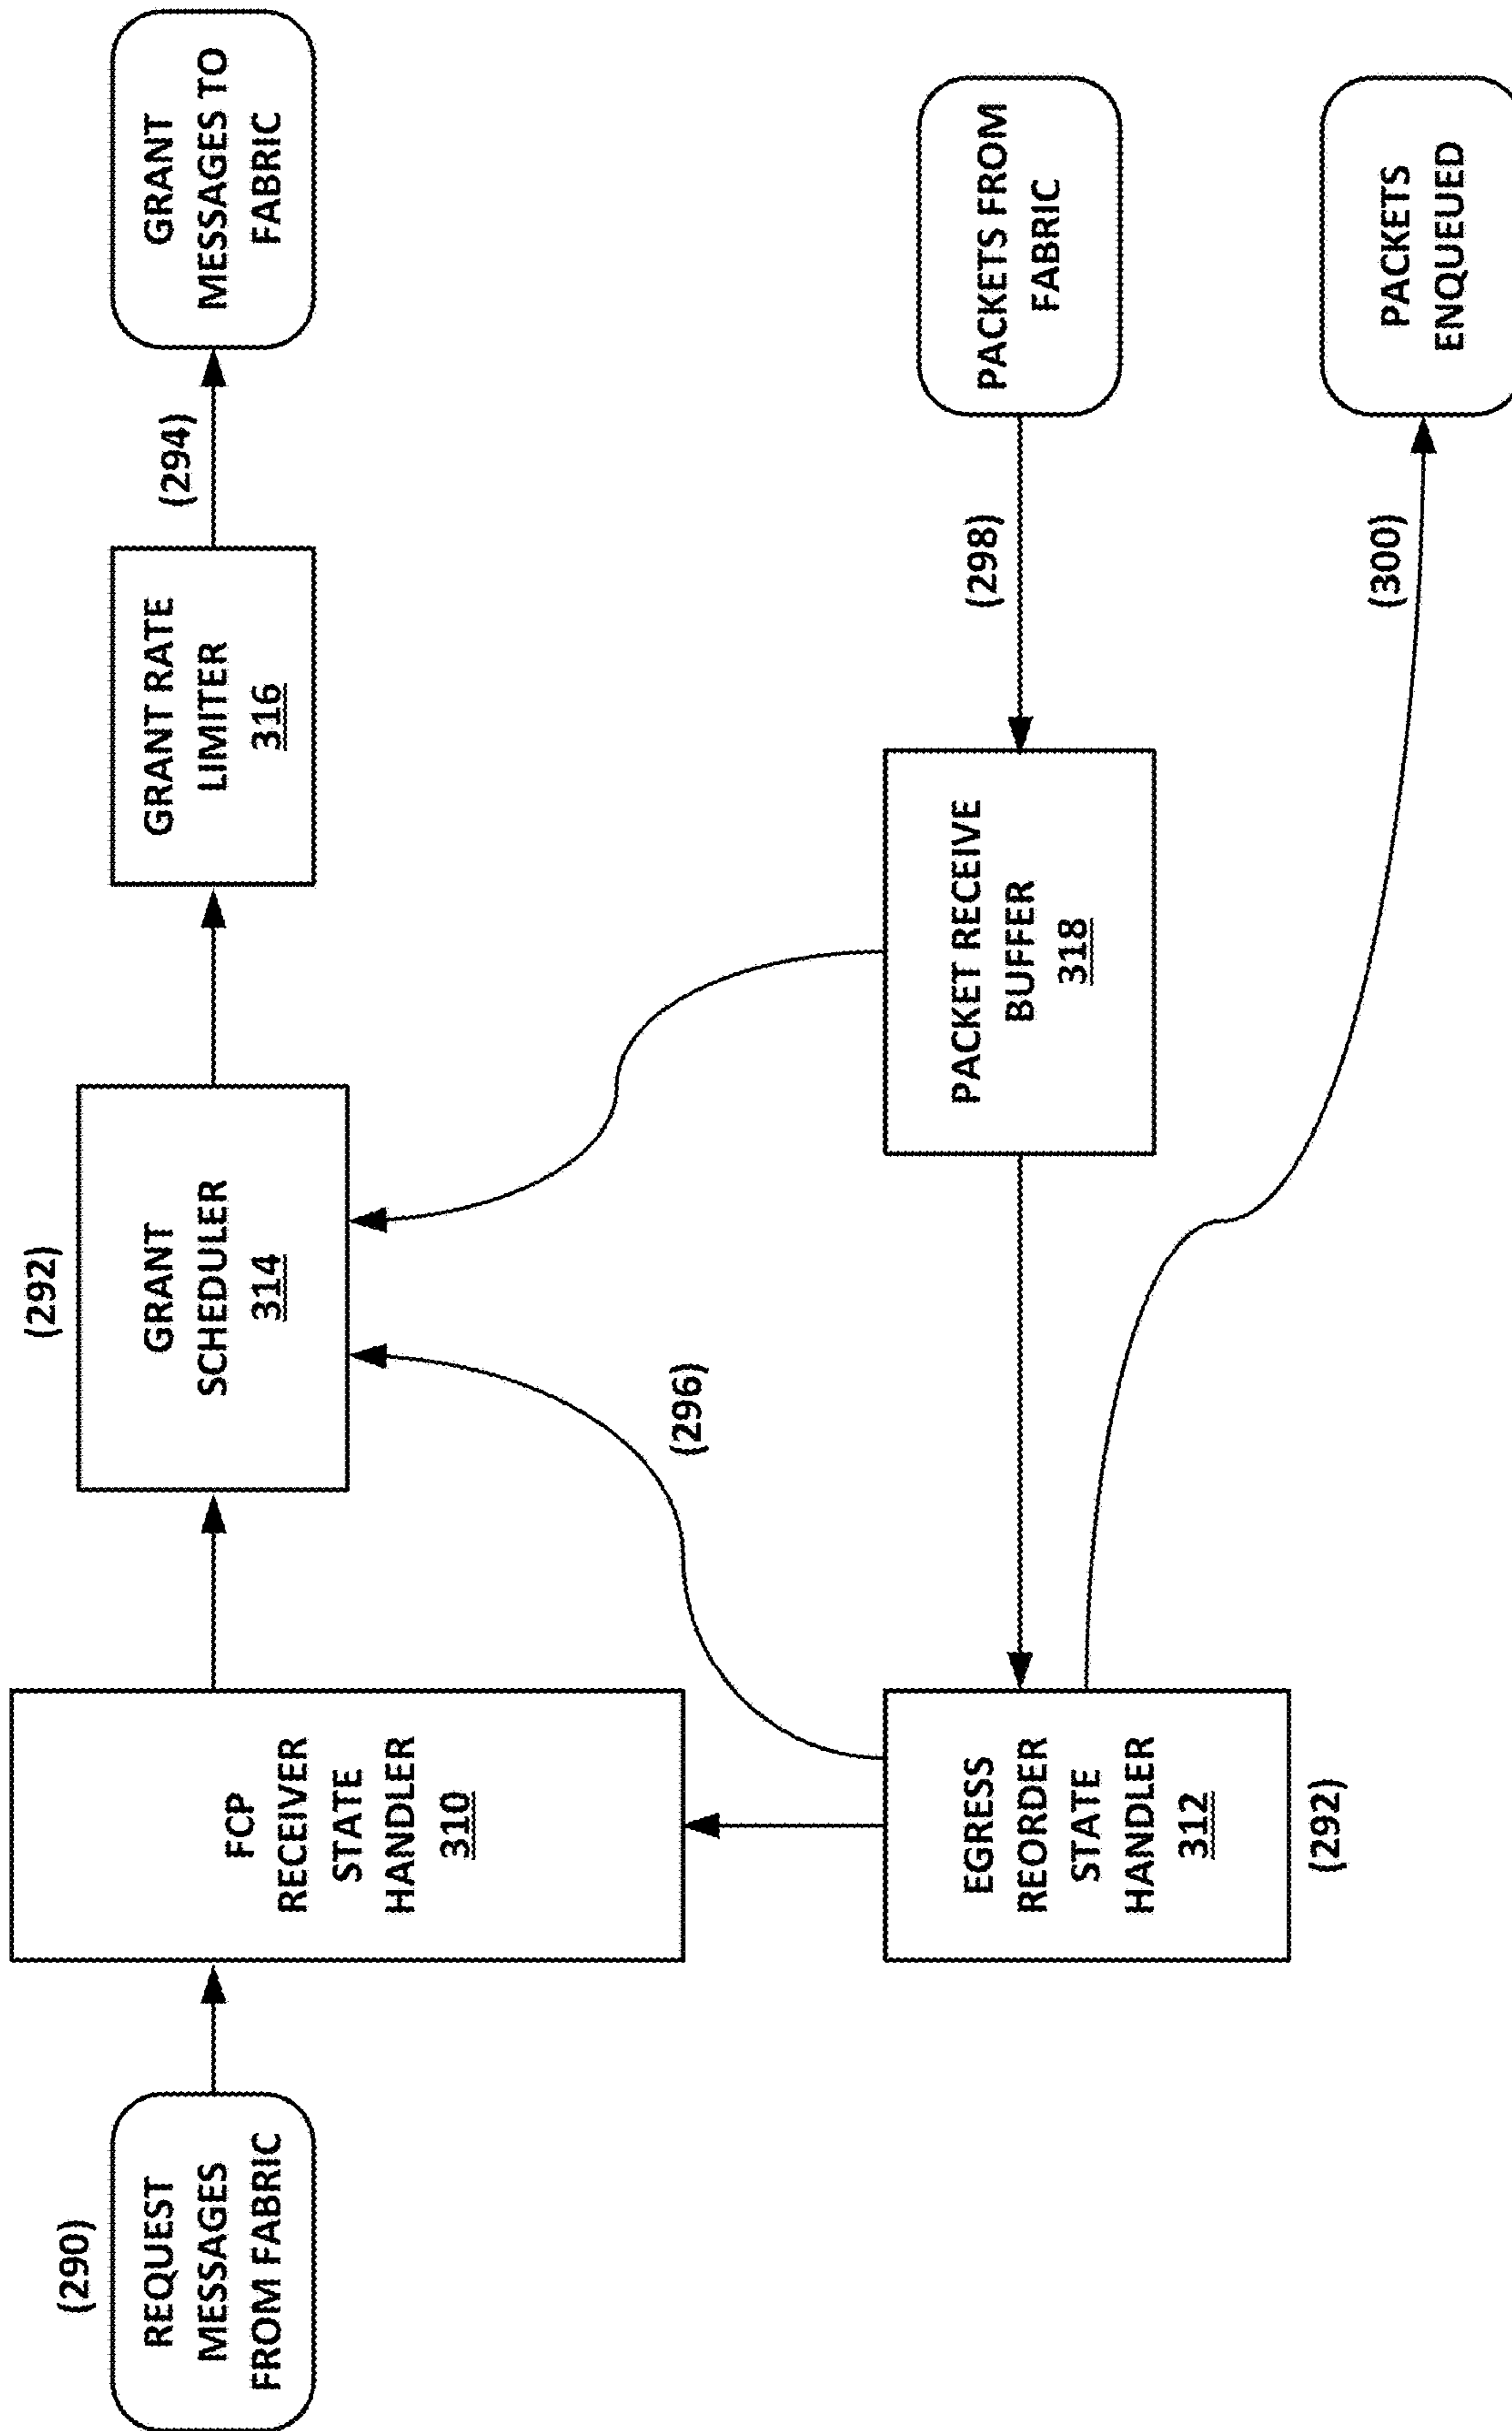 (290)
REQUEST
MESSAGES
FROM FABRIC
FCP
RECEIVER
STATE
HANDLER
310
(292)
GRANT
SCHEDULER
314
GRANT RATE
LIMITER
316
(294)
GRANT
MESSAGES TO
FABRIC
(296)
EGRESS
REORDER
STATE
HANDLER
312
(292)
PACKET RECEIVE
BUFFER
318
(298)
PACKETS FROM
FABRIC
(300)
PACKETS
ENQUEUED